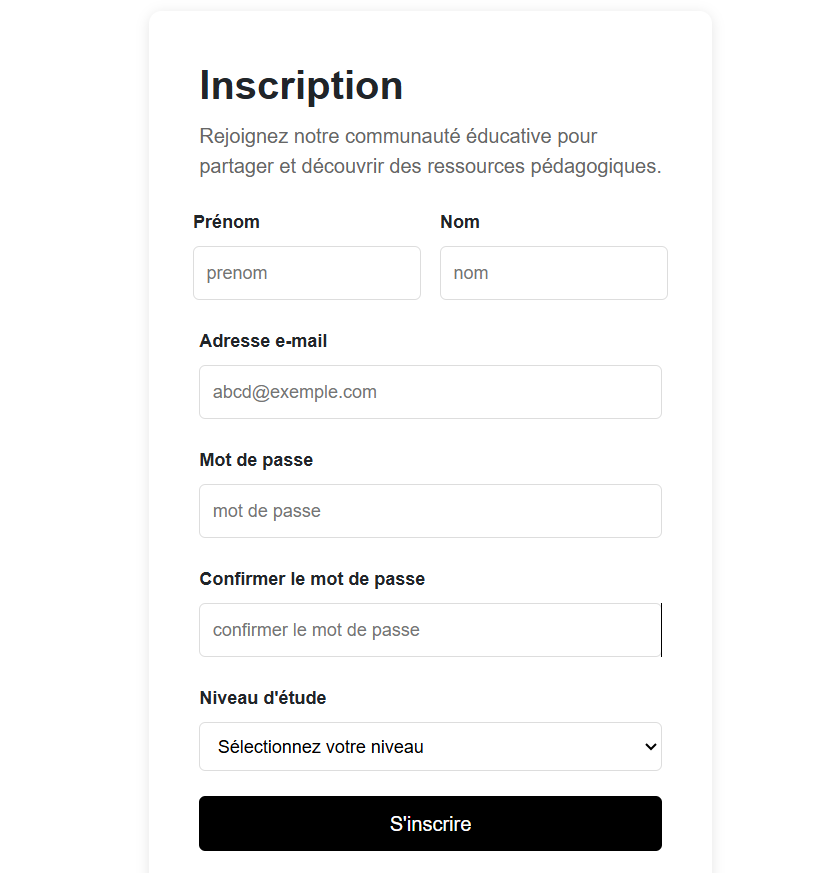 Inscription
Rejoignez notre communauté éducative pour
partager et découvrir des ressources pédagogiques.
Prénom Nom
prenom nom
Adresse e-mail
abcd@exemple.com
Mot de passe
mot de passe
Confirmer le mot de passe
confirmer le mot de passe
Niveau d'étude
Sélectionnez votre niveau
S'inscrire